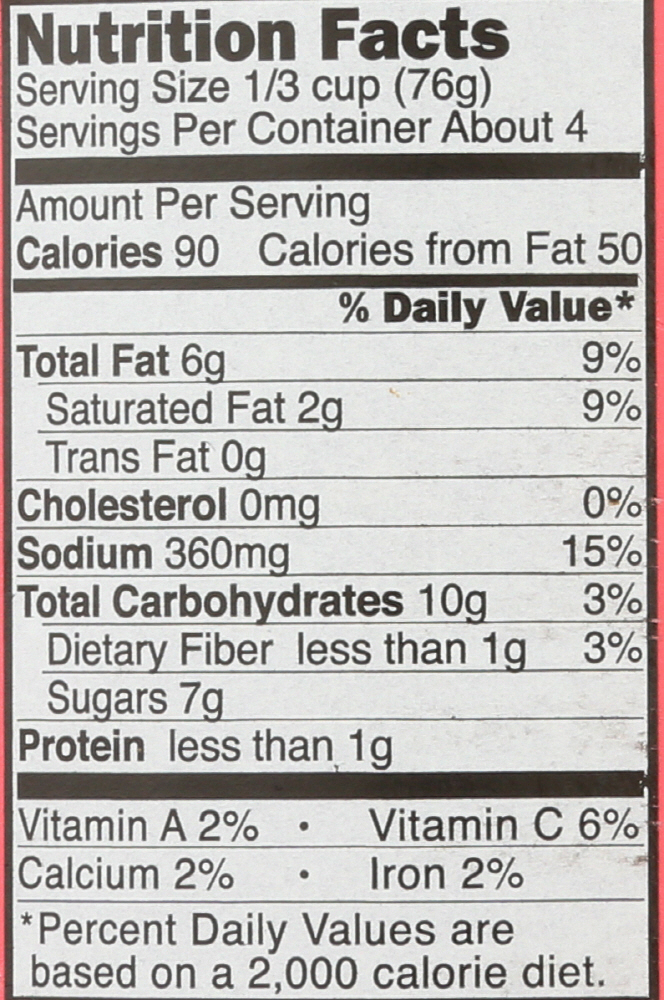 Nutrition Facts
Serving Size 1/3 cup (76g)
Servings Per Container About 4
Amount Per Serving
Calories 90 Calories from Fat 50
% Daily Value*
Total Fat 6g 9%
Saturated Fat 2g 9%
Trans Fat 0g
Cholesterol 0mg 0%
Sodium 360mg 15%
Total Carbohydrates 10g 3%
Dietary Fiber less than 1g 3%
Sugars 7g
Protein less than 1g
Vitamin A 2% • Vitamin C 6%
Calcium 2% • Iron 2%
*Percent Daily Values are
based on a 2,000 calorie diet.